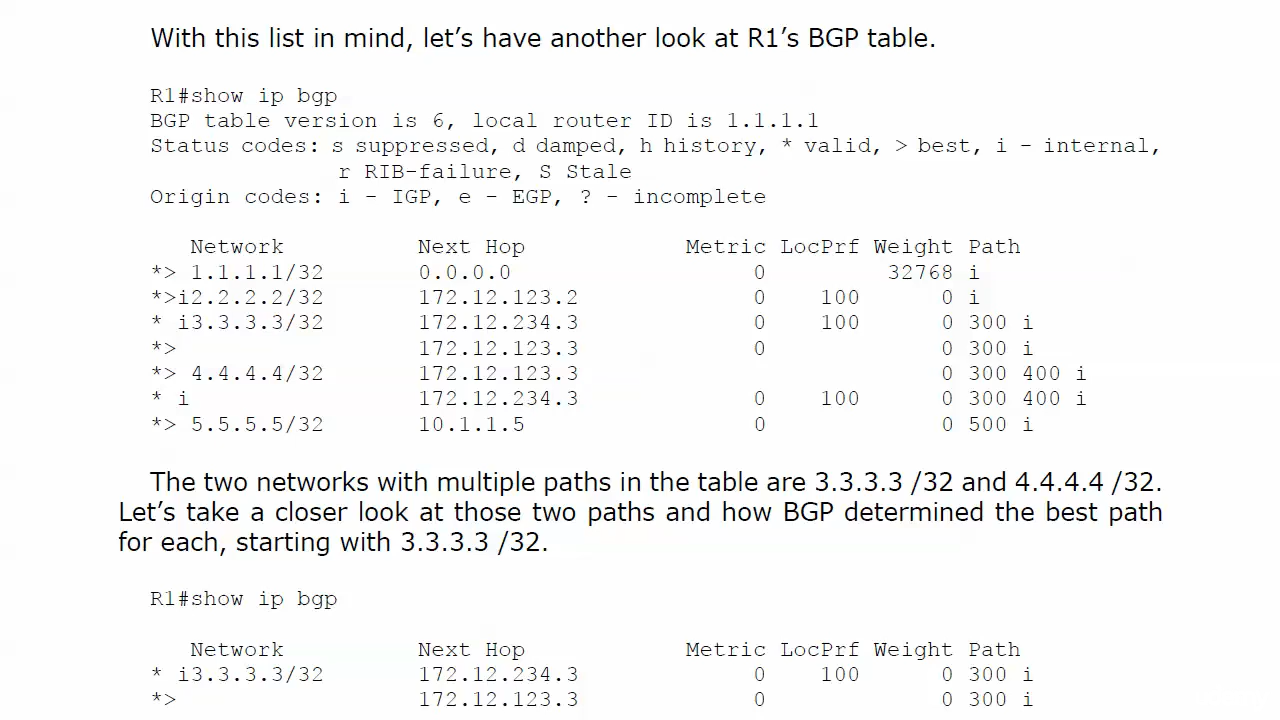 With this list in mind, let’s have another look at R1’s BGP table.
R1#show ip bgp
BGP table version is 6, local router ID is 1.1.1.1
Status codes: s suppressed, d damped, h history, * valid, > best, i - internal,
r RIB-failure, S Stale
Origin codes: i - IGP, e - EGP, ? - incomplete
Network Next Hop Metric LocPrf Weight Path
*> 1.1.1.1/32 0.0.0.0 0 32768 i
*>i2.2.2.2/32 172.12.123.2 0 100 0 i
* i3.3.3.3/32 172.12.234.3 0 100 0 300 i
*> 172.12.123.3 0 0 300 i
*> 4.4.4.4/32 172.12.123.3 0 300 400 i
* i 172.12.234.3 0 100 0 300 400 i
*> 5.5.5.5/32 10.1.1.5 0 0 500 i
The two networks with multiple paths in the table are 3.3.3.3 /32 and 4.4.4.4 /32.
Let’s take a closer look at those two paths and how BGP determined the best path
for each, starting with 3.3.3.3 /32.
R1#show ip bgp
Network Next Hop Metric LocPrf Weight Path
* i3.3.3.3/32 172.12.234.3 0 100 0 300 i
*> 172.12.123.3 0 0 300 i